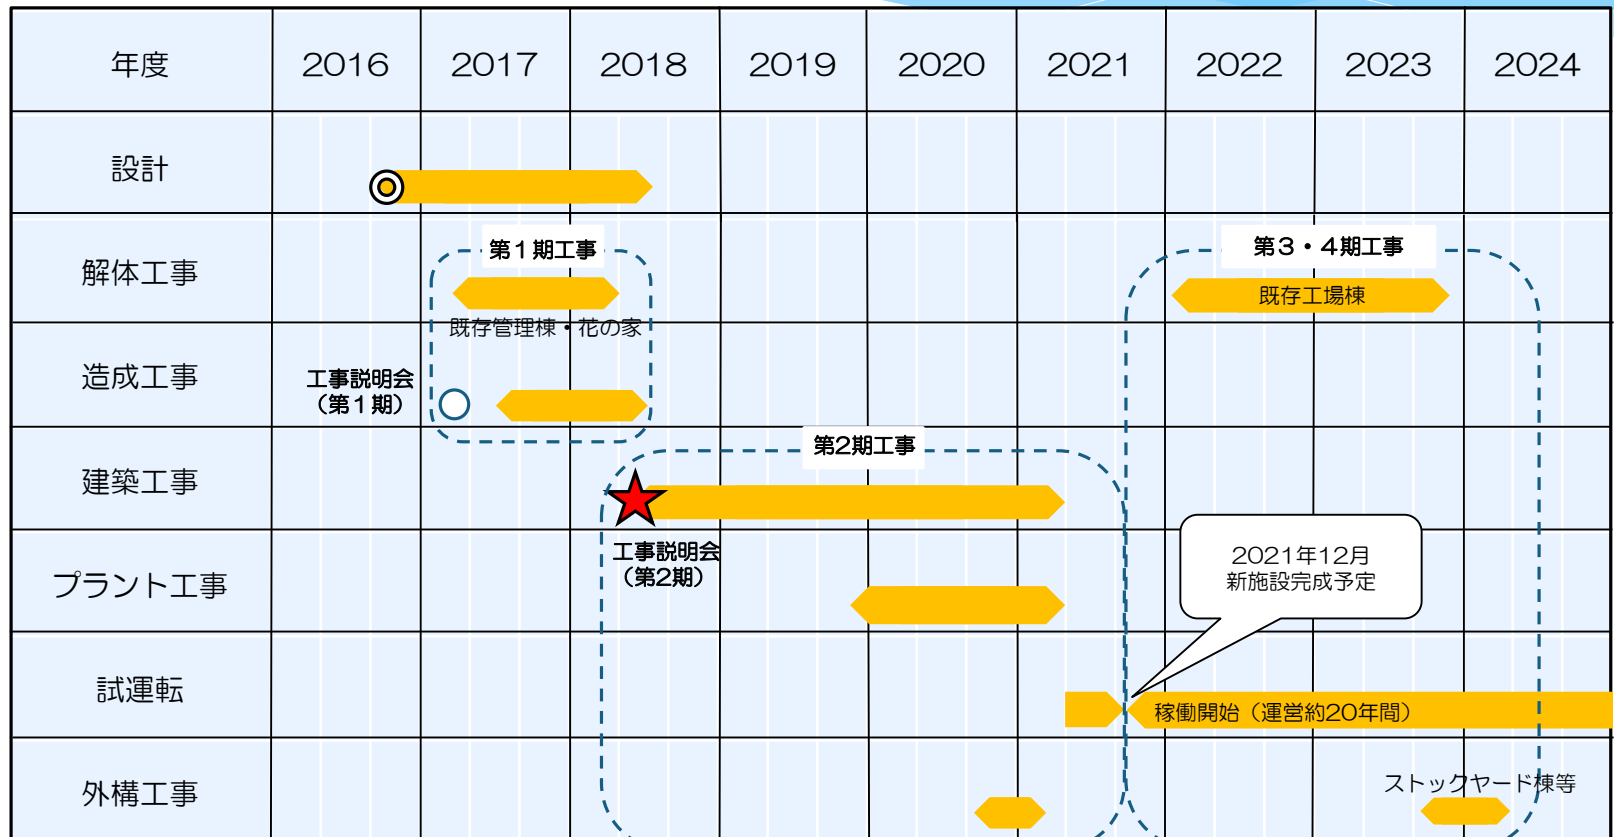 年度 2016 2017 2018 2019 2020 2021 2022 2023 2024
設計
解体工事
第１期工事
既存管理棟・花の家
第３・４期工事
既存工場棟
造成工事
工事説明会
（第１期）
建築工事
第2期工事
工事説明会
（第2期）
プラント工事
2021年12月
新施設完成予定
試運転
稼働開始（運営約20年間）
外構工事
ストックヤード棟等